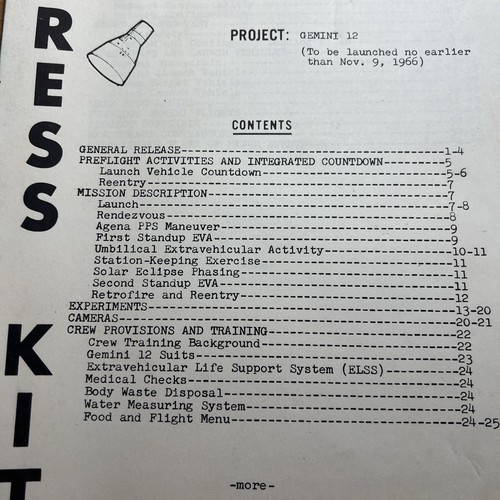 RESS KIT
PROJECT: GEMINI 12
(To be launched no earlier
than Nov. 9, 1966)
CONTENTS
GENERAL RELEASE-----------------------------------1-4
PREFLIGHT ACTIVITIES AND INTEGRATED COUNTDOWN--------5
Launch Vehicle Countdown------------------------5-6
Reentry-----------------------------------------7
MISSION DESCRIPTION-------------------------------7
Launch------------------------------------------7-8
Rendezvous--------------------------------------8
Agena PPS Maneuver------------------------------9
First Standup EVA-------------------------------9
Umbilical Extravehicular Activity---------------10-11
Station-Keeping Exercise------------------------11
Solar Eclipse Phasing---------------------------11
Second Standup EVA------------------------------11
Retrofire and Reentry---------------------------12
EXPERIMENTS---------------------------------------13-20
CAMERAS-------------------------------------------20-21
CREW PROVISIONS AND TRAINING----------------------22
Crew Training Background------------------------22
Gemini 12 Suits---------------------------------23
Extravehicular Life Support System (ELSS)-------24
Medical Checks----------------------------------24
Body Waste Disposal-----------------------------24
Water Measuring System--------------------------24
Food and Flight Menu----------------------------24-25
-more-